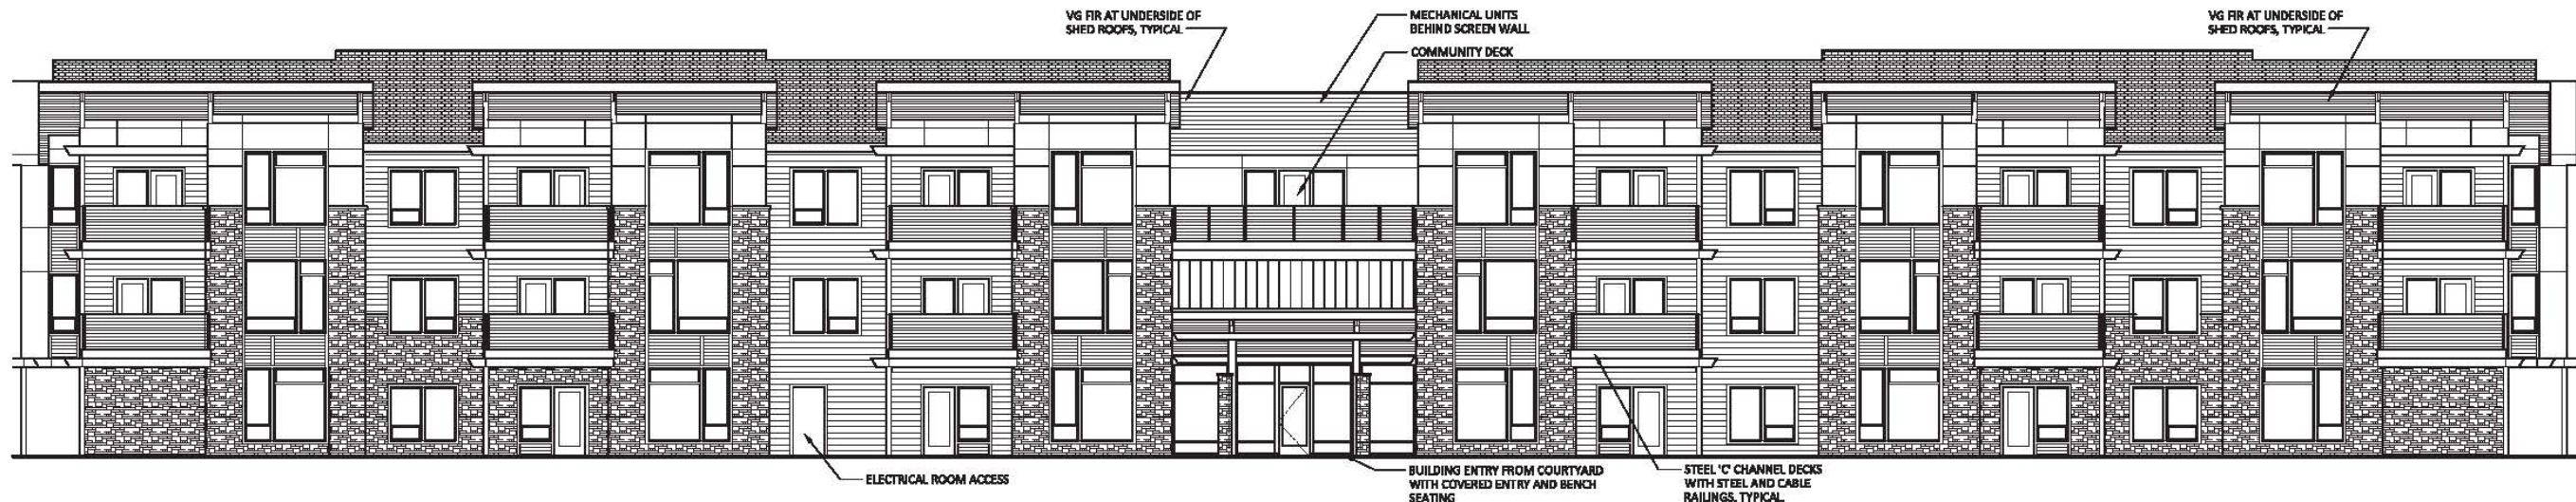 VG FIR AT UNDERSIDE OF
SHED ROOFS, TYPICAL
MECHANICAL UNITS
BEHIND SCREEN WALL
COMMUNITY DECK
VG FIR AT UNDERSIDE OF
SHED ROOFS, TYPICAL
ELECTRICAL ROOM ACCESS
BUILDING ENTRY FROM COURTYARD
WITH COVERED ENTRY AND BENCH
SEATING
STEEL 'C' CHANNEL DECKS
WITH STEEL AND CABLE
RAILINGS, TYPICAL